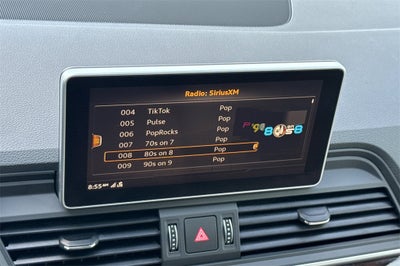 Radio: SiriusXM
004 TikTok Pop
005 Pulse Pop
006 PopRocks Pop
007 70s on 7 Pop
008 80s on 8 Pop
009 90s on 9 Pop
8:55 AM